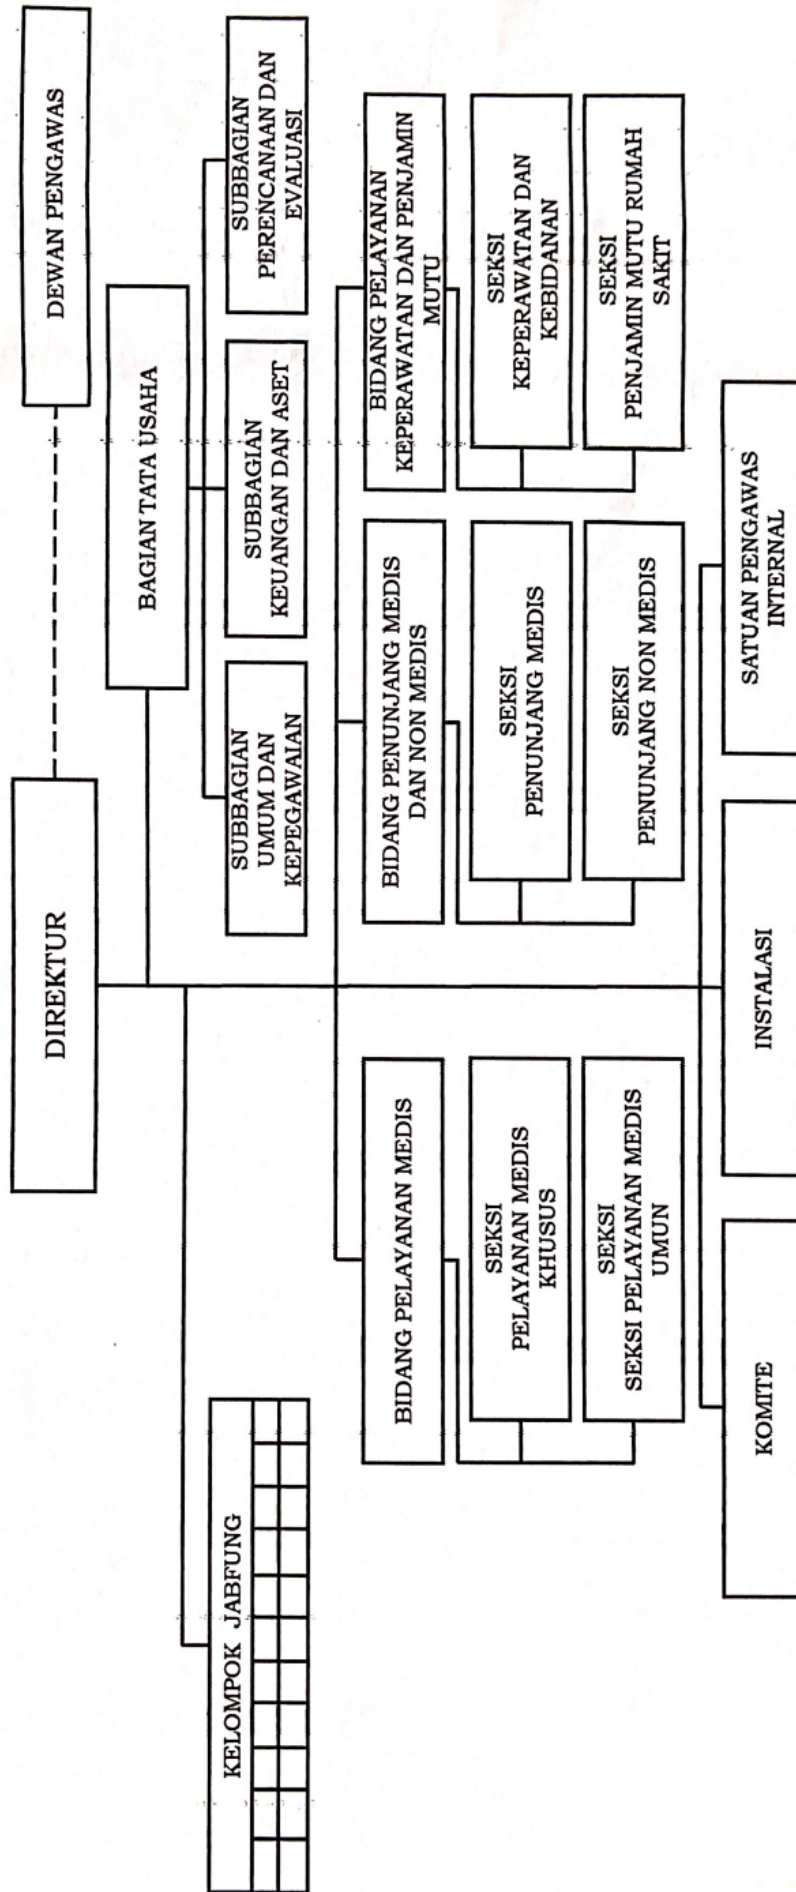 DEWAN PENGAWAS
DIREKTUR
BAGIAN TATA USAHA
KELOMPOK JABFUNG
SUBBAGIAN
UMUM DAN
KEPEGAWAIAN
SUBBAGIAN
KEUANGAN DAN ASET
SUBBAGIAN
PERENCANAAN DAN
EVALUASI
BIDANG PELAYANAN MEDIS
BIDANG PENUNJANG MEDIS
DAN NON MEDIS
BIDANG PELAYANAN
KEPERAWATAN DAN PENJAMIN
MUTU
SEKSI
PELAYANAN MEDIS
KHUSUS
SEKSI
PENUNJANG MEDIS
SEKSI
KEPERAWATAN DAN
KEBIDANAN
SEKSI
SEKSI PELAYANAN MEDIS
UMUN
SEKSI
PENUNJANG NON MEDIS
SEKSI
PENJAMIN MUTU RUMAH
SAKIT
KOMITE
INSTALASI
SATUAN PENGAWAS
INTERNAL